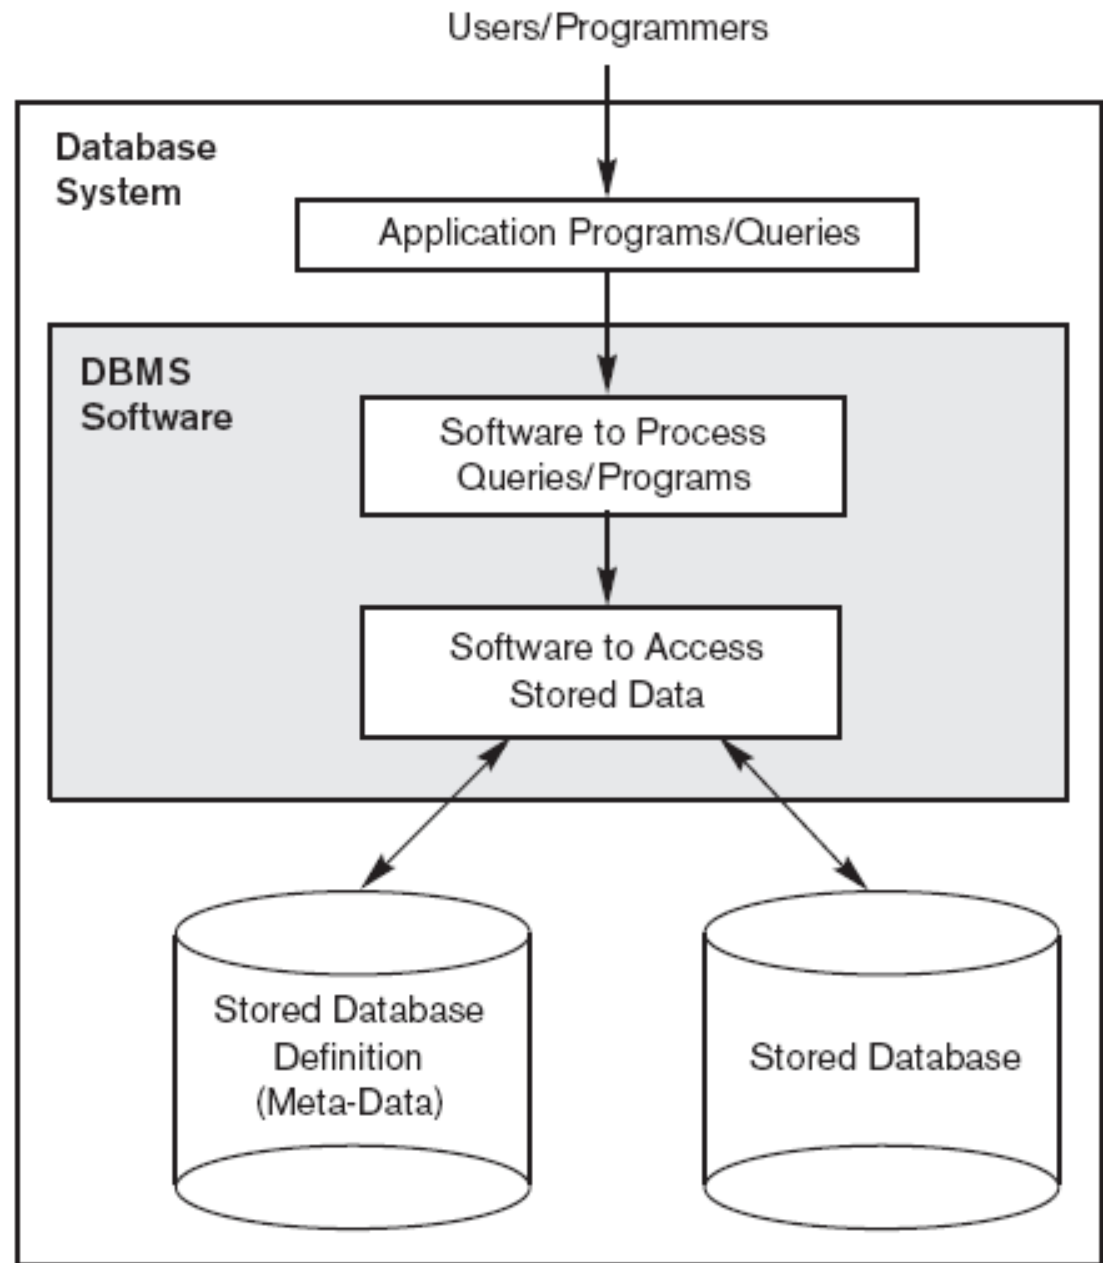 Users/Programmers
Database
System
Application Programs/Queries
DBMS
Software
Software to Process
Queries/Programs
Software to Access
Stored Data
Stored Database
Definition
(Meta-Data)
Stored Database